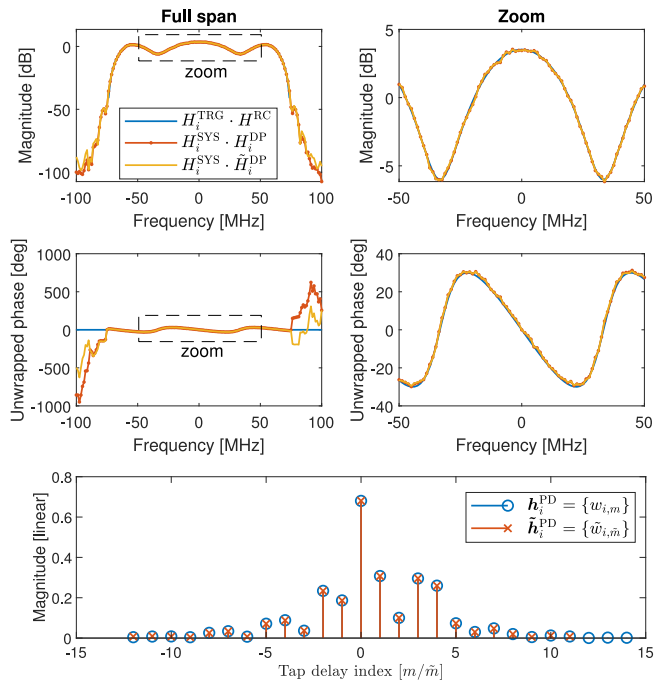 Full span
Zoom
Magnitude [dB]
0
-50
-100
zoom
H_i^TRG · H^RC
H_i^SYS · H_i^DP
H_i^SYS · H̃_i^DP
-100 -50 0 50 100
Frequency [MHz]
Magnitude [dB]
5
0
-5
-50 0 50
Frequency [MHz]
Unwrapped phase [deg]
1000
500
0
-500
-1000
zoom
-100 -50 0 50 100
Frequency [MHz]
Unwrapped phase [deg]
40
20
0
-20
-40
-50 0 50
Frequency [MHz]
Magnitude [linear]
0.8
0.6
0.4
0.2
0
h_i^PD = {w_i,m}
h̃_i^PD = {w̃_i,m̃}
-15 -10 -5 0 5 10 15
Tap delay index [m/m̃]